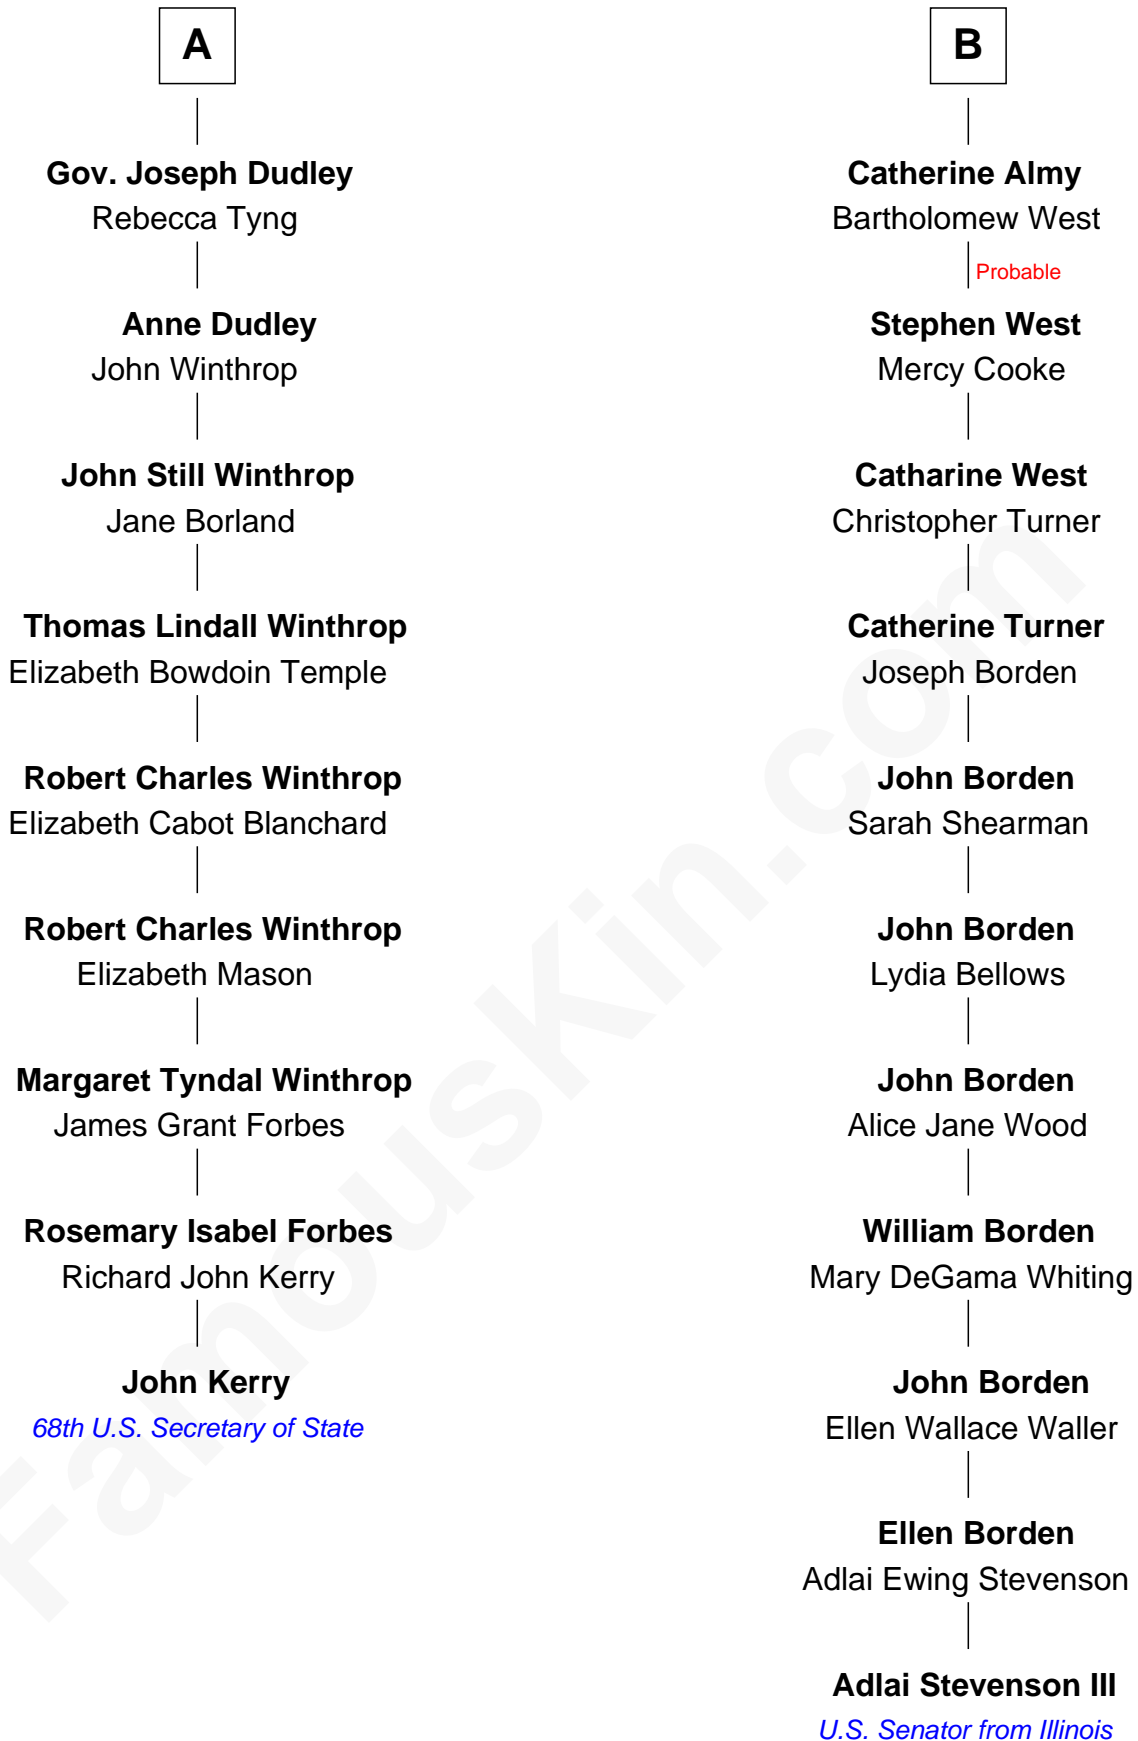 A
Gov. Joseph Dudley
Rebecca Tyng
Anne Dudley
John Winthrop
John Still Winthrop
Jane Borland
Thomas Lindall Winthrop
Elizabeth Bowdoin Temple
Robert Charles Winthrop
Elizabeth Cabot Blanchard
Robert Charles Winthrop
Elizabeth Mason
Margaret Tyndal Winthrop
James Grant Forbes
Rosemary Isabel Forbes
Richard John Kerry
John Kerry
68th U.S. Secretary of State
B
Catherine Almy
Bartholomew West
Probable
Stephen West
Mercy Cooke
Catharine West
Christopher Turner
Catherine Turner
Joseph Borden
John Borden
Sarah Shearman
John Borden
Lydia Bellows
John Borden
Alice Jane Wood
William Borden
Mary DeGama Whiting
John Borden
Ellen Wallace Waller
Ellen Borden
Adlai Ewing Stevenson
Adlai Stevenson III
U.S. Senator from Illinois
FamousKin.com